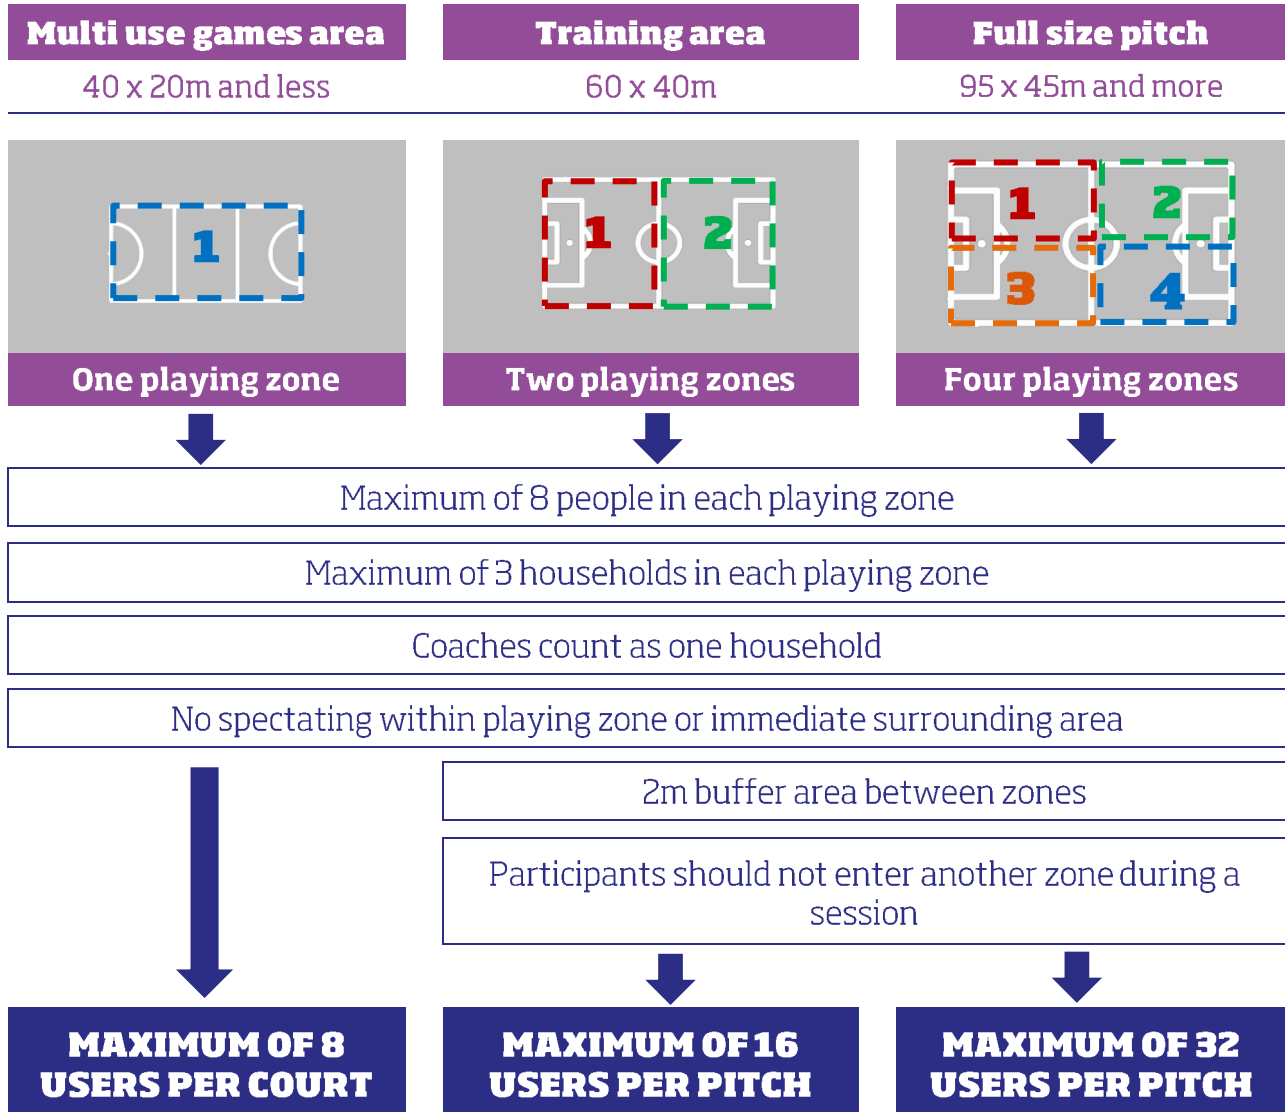 Multi use games area
Training area
Full size pitch
40 x 20m and less
60 x 40m
95 x 45m and more
1
1
2
1
2
3
4
One playing zone
Two playing zones
Four playing zones
Maximum of 8 people in each playing zone
Maximum of 3 households in each playing zone
Coaches count as one household
No spectating within playing zone or immediate surrounding area
2m buffer area between zones
Participants should not enter another zone during a
session
MAXIMUM OF 8
USERS PER COURT
MAXIMUM OF 16
USERS PER PITCH
MAXIMUM OF 32
USERS PER PITCH